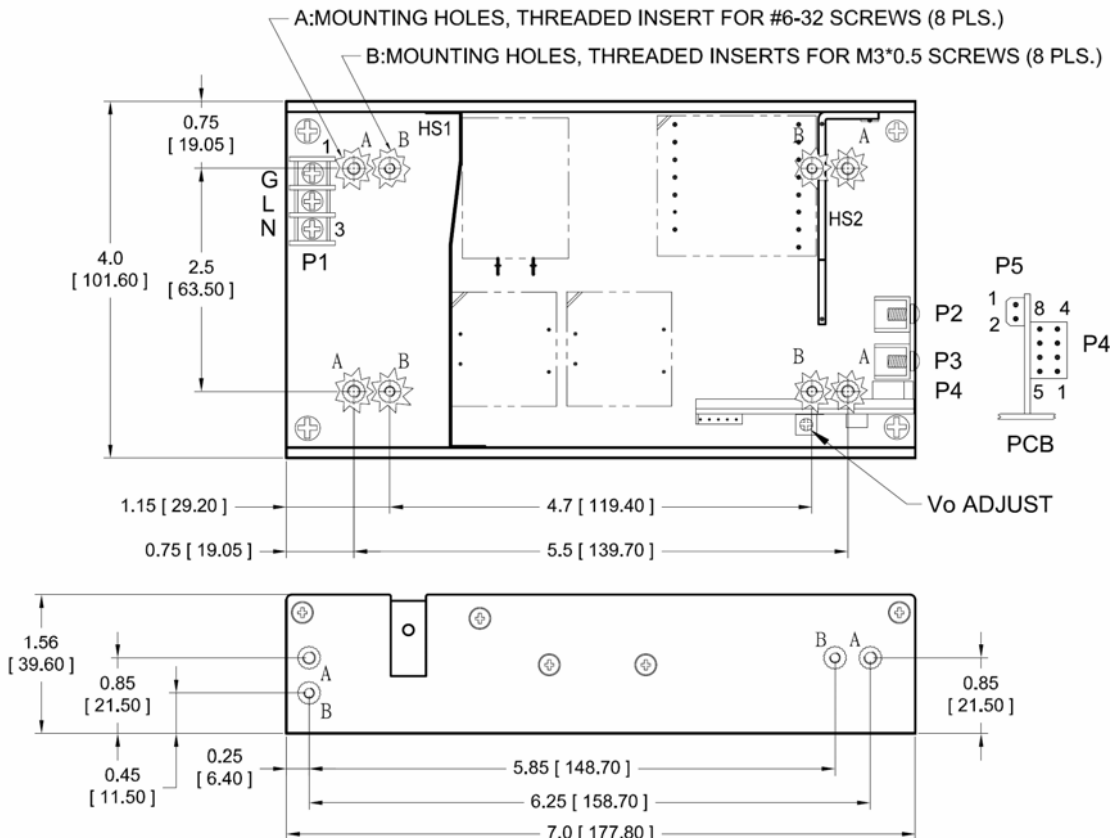 A:MOUNTING HOLES, THREADED INSERT FOR #6-32 SCREWS (8 PLS.)
B:MOUNTING HOLES, THREADED INSERTS FOR M3*0.5 SCREWS (8 PLS.)
0.75
[ 19.05 ]
4.0
[ 101.60 ]
2.5
[ 63.50 ]
1
A
B
HS1
G
L
N
3
P1
B
A
HS2
A
B
B
A
P2
P3
P4
P5
1
2
8 4
P4
5 1
PCB
Vo ADJUST
1.15 [ 29.20 ]
4.7 [ 119.40 ]
0.75 [ 19.05 ]
5.5 [ 139.70 ]
1.56
[ 39.60 ]
0.85
[ 21.50 ]
A
B
B
A
0.85
[ 21.50 ]
0.45
[ 11.50 ]
0.25
[ 6.40 ]
5.85 [ 148.70 ]
6.25 [ 158.70 ]
7.0 [ 177.80 ]